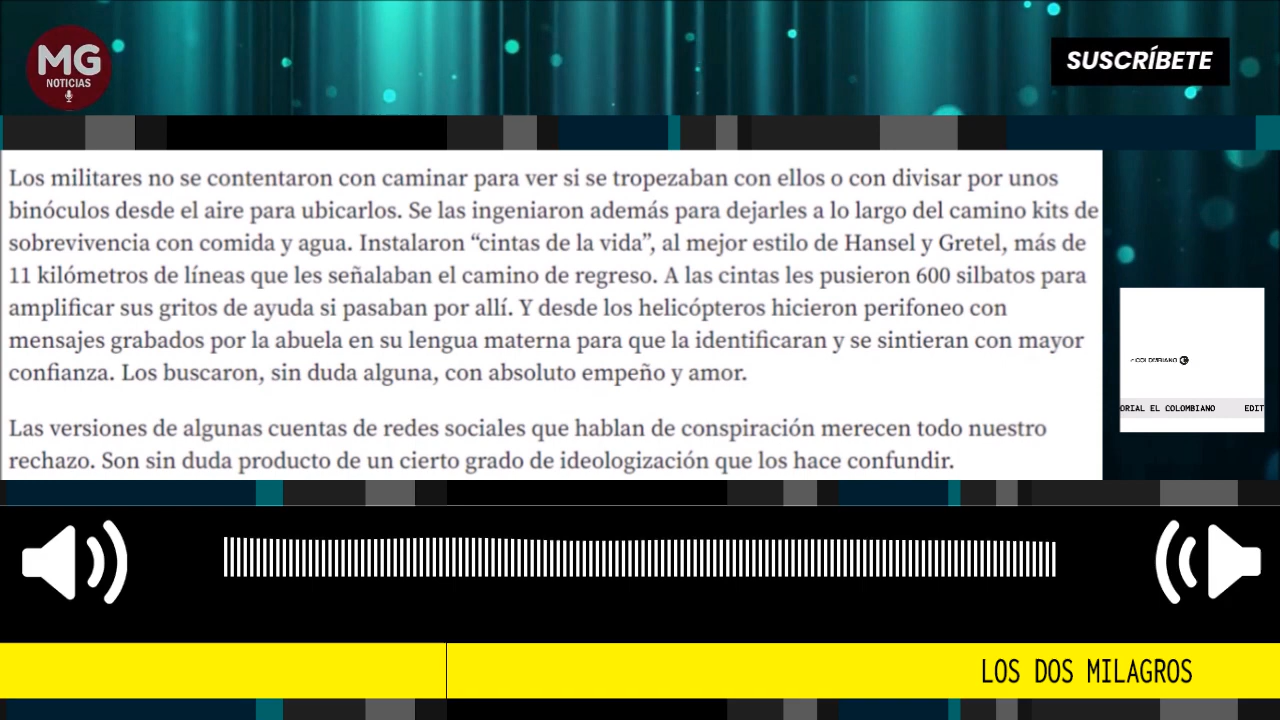 MG
NOTICIAS
SUSCRÍBETE
Los militares no se contentaron con caminar para ver si se tropezaban con ellos o con divisar por unos
binóculos desde el aire para ubicarlos. Se las ingeniaron además para dejarles a lo largo del camino kits de
sobrevivencia con comida y agua. Instalaron “cintas de la vida”, al mejor estilo de Hansel y Gretel, más de
11 kilómetros de líneas que les señalaban el camino de regreso. A las cintas les pusieron 600 silbatos para
amplificar sus gritos de ayuda si pasaban por allí. Y desde los helicópteros hicieron perifoneo con
mensajes grabados por la abuela en su lengua materna para que la identificaran y se sintieran con mayor
confianza. Los buscaron, sin duda alguna, con absoluto empeño y amor.
Las versiones de algunas cuentas de redes sociales que hablan de conspiración merecen todo nuestro
rechazo. Son sin duda producto de un cierto grado de ideologización que los hace confundir.
COLOMBIANO
ORIAL EL COLOMBIANO EDIT
LOS DOS MILAGROS